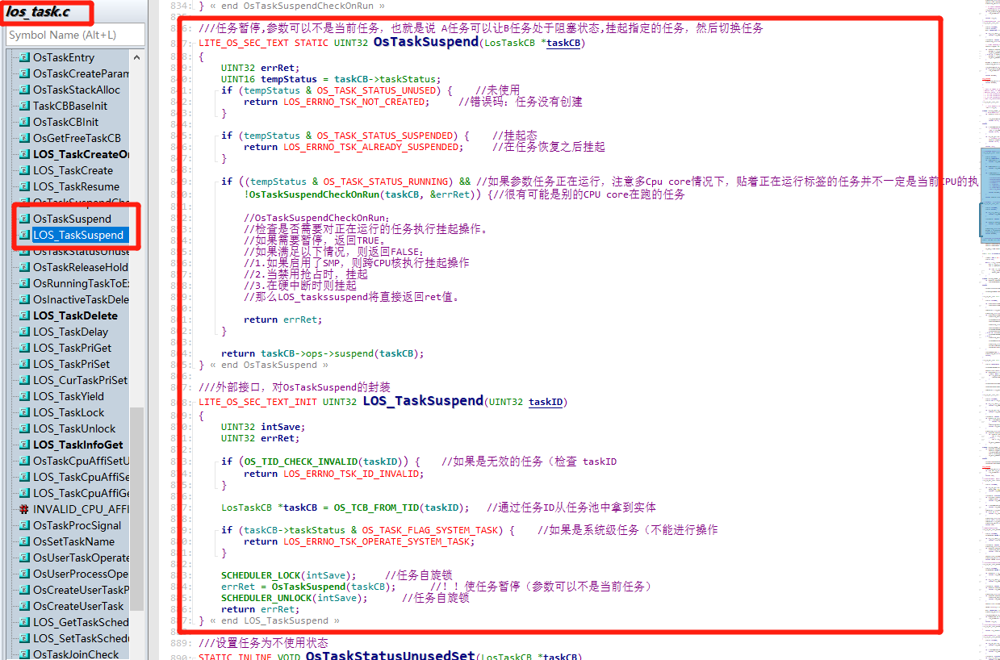 los_task.c
Symbol Name (Alt+L)
OsTaskEntry
OsTaskCreateParam
OsTaskStackAlloc
TaskCBBaseInit
OsTaskCBInit
OsGetFreeTaskCB
LOS_TaskCreateOn
LOS_TaskCreate
LOS_TaskResume
OsTaskSuspend
LOS_TaskSuspend
OsTaskStatusUnuse
OsTaskReleaseHold
OsRunningTaskToEx
OsInactiveTaskDele
LOS_TaskDelete
LOS_TaskDelay
LOS_TaskPriGet
LOS_TaskPriSet
LOS_CurTaskPriSet
LOS_TaskYield
LOS_TaskLock
LOS_TaskUnlock
LOS_TaskInfoGet
OsTaskCpuAffiSetU
LOS_TaskCpuAffiSe
LOS_TaskCpuAffiGe
INVALID_CPU_AFFI
OsTaskProcSignal
OsSetTaskName
OsUserTaskOperate
OsUserProcessOpe
OsCreateUserTaskP
OsCreateUserTask
LOS_GetTaskSched
LOS_SetTaskSchedu
OsTaskJoinCheck
834: } « end OsTaskSuspendCheckOnRun »
///任务暂停,参数可以不是当前任务，也就是说 A任务可以让B任务处于阻塞状态,挂起指定的任务，然后切换任务
LITE_OS_SEC_TEXT STATIC UINT32 OsTaskSuspend(LosTaskCB *taskCB)
{
UINT32 errRet;
UINT16 tempStatus = taskCB->taskStatus;
if (tempStatus & OS_TASK_STATUS_UNUSED) { //未使用
return LOS_ERRNO_TSK_NOT_CREATED; //错误码：任务没有创建
}
if (tempStatus & OS_TASK_STATUS_SUSPENDED) { //挂起态
return LOS_ERRNO_TSK_ALREADY_SUSPENDED; //在任务恢复之后挂起
}
if ((tempStatus & OS_TASK_STATUS_RUNNING) && //如果参数任务正在运行，注意多Cpu core情况下，贴着正在运行标签的任务并不一定是当前CPU的执
!OsTaskSuspendCheckOnRun(taskCB, &errRet)) {//很有可能是别的CPU core在跑的任务
//OsTaskSuspendCheckOnRun：
//检查是否需要对正在运行的任务执行挂起操作。
//如果需要暂停，返回TRUE。
//如果满足以下情况，则返回FALSE：
//1.如果启用了SMP，则跨CPU核执行挂起操作
//2.当禁用抢占时，挂起
//3.在硬中断时则挂起
//那么LOS_taskssuspend将直接返回ret值。
return errRet;
}
return taskCB->ops->suspend(taskCB);
} « end OsTaskSuspend »
///外部接口，对OsTaskSuspend的封装
LITE_OS_SEC_TEXT_INIT UINT32 LOS_TaskSuspend(UINT32 taskID)
{
UINT32 intSave;
UINT32 errRet;
if (OS_TID_CHECK_INVALID(taskID)) { //如果是无效的任务（检查 taskID
return LOS_ERRNO_TSK_ID_INVALID;
}
LosTaskCB *taskCB = OS_TCB_FROM_TID(taskID); //通过任务ID从任务池中拿到实体
if (taskCB->taskStatus & OS_TASK_FLAG_SYSTEM_TASK) { //如果是系统级任务（不能进行操作
return LOS_ERRNO_TSK_OPERATE_SYSTEM_TASK;
}
SCHEDULER_LOCK(intSave); //任务自旋锁
errRet = OsTaskSuspend(taskCB); //！！使任务暂停（参数可以不是当前任务）
SCHEDULER_UNLOCK(intSave); //任务自旋锁
return errRet;
} « end LOS_TaskSuspend »
889: ///设置任务为不使用状态
890: STATIC INLINE VOID OsTaskStatusUnusedSet(LosTaskCB *taskCB)